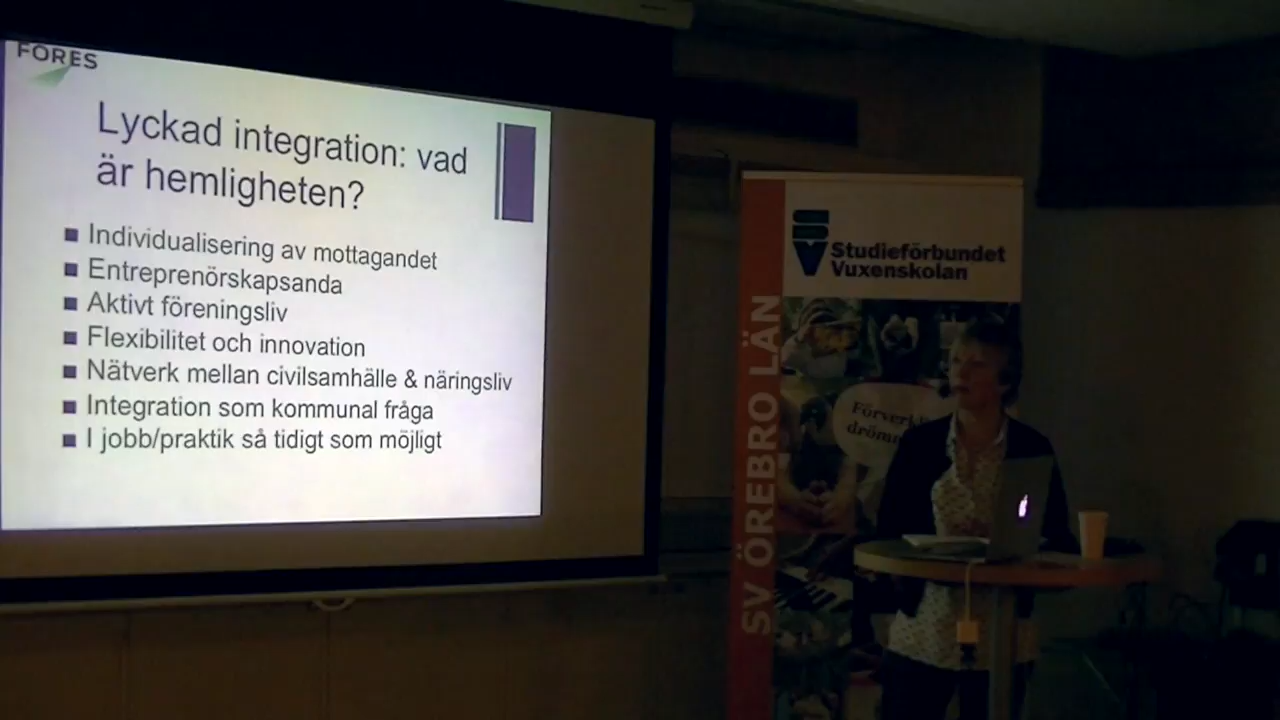 FORES
Lyckad integration: vad
är hemligheten?
Individualisering av mottagandet
Entreprenörskapsanda
Aktivt föreningsliv
Flexibilitet och innovation
Nätverk mellan civilsamhälle & näringsliv
Integration som kommunal fråga
I jobb/praktik så tidigt som möjligt
SV
Studieförbundet
Vuxenskolan
SV ÖREBRO LÄN